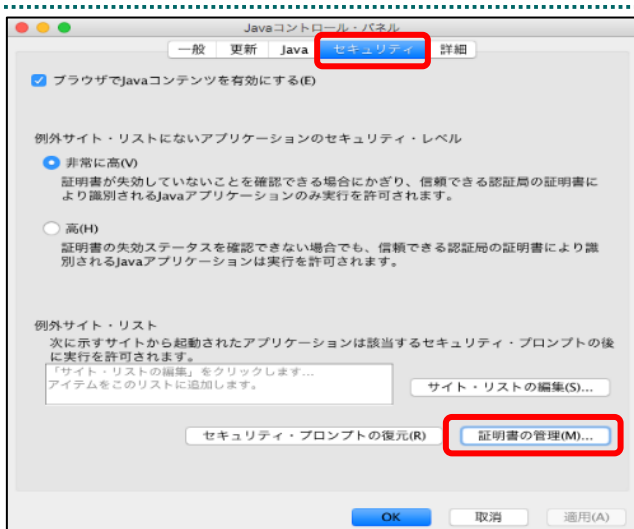 Javaコントロール・パネル
一般 更新 Java セキュリティ 詳細
ブラウザでJavaコンテンツを有効にする(E)
例外サイト・リストにないアプリケーションのセキュリティ・レベル
非常に高(V)
証明書が失効していないことを確認できる場合にかぎり、信頼できる認証局の証明書に
より識別されるJavaアプリケーションのみ実行を許可されます。
高(H)
証明書の失効ステータスを確認できない場合でも、信頼できる認証局の証明書により識
別されるJavaアプリケーションは実行を許可されます。
例外サイト・リスト
次に示すサイトから起動されたアプリケーションは該当するセキュリティ・プロンプトの後
に実行を許可されます。
「サイト・リストの編集」をクリックします...
アイテムをこのリストに追加します。
サイト・リストの編集(S)...
セキュリティ・プロンプトの復元(R) 証明書の管理(M)...
OK 取消 適用(A)